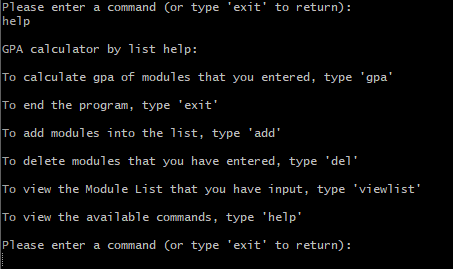 Please enter a command (or type 'exit' to return):
help
GPA calculator by list help:
To calculate gpa of modules that you entered, type 'gpa'
To end the program, type 'exit'
To add modules into the list, type 'add'
To delete modules that you have entered, type 'del'
To view the Module List that you have input, type 'viewlist'
To view the available commands, type 'help'
Please enter a command (or type 'exit' to return):